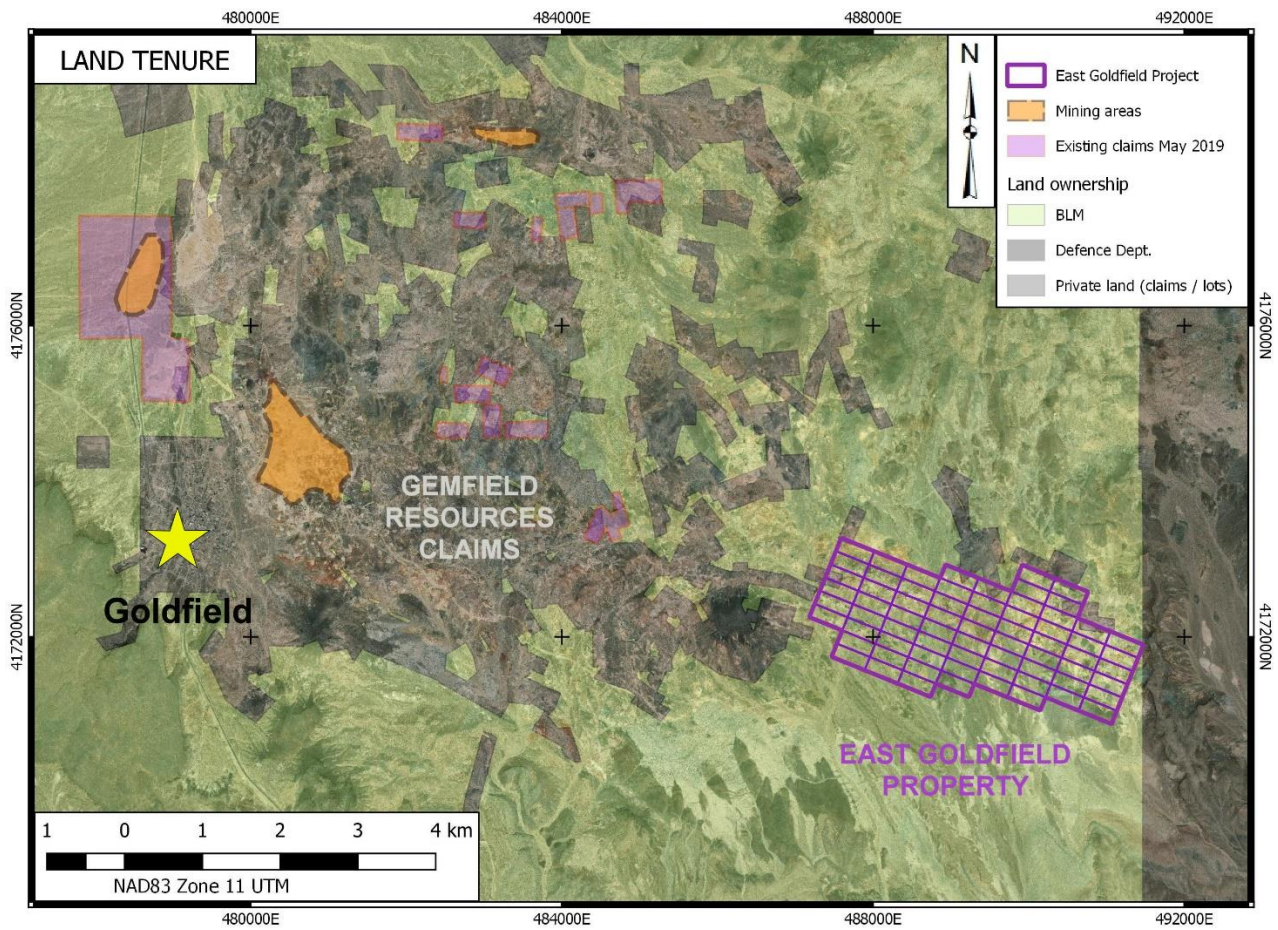 480000E
484000E
488000E
492000E
LAND TENURE
N
East Goldfield Project
Mining areas
Existing claims May 2019
Land ownership
BLM
Defence Dept.
Private land (claims / lots)
4176000N
4176000N
GEMFIELD
RESOURCES
CLAIMS
Goldfield
4172000N
4172000N
EAST GOLDFIELD
PROPERTY
1 0 1 2 3 4 km
NAD83 Zone 11 UTM
480000E
484000E
488000E
492000E